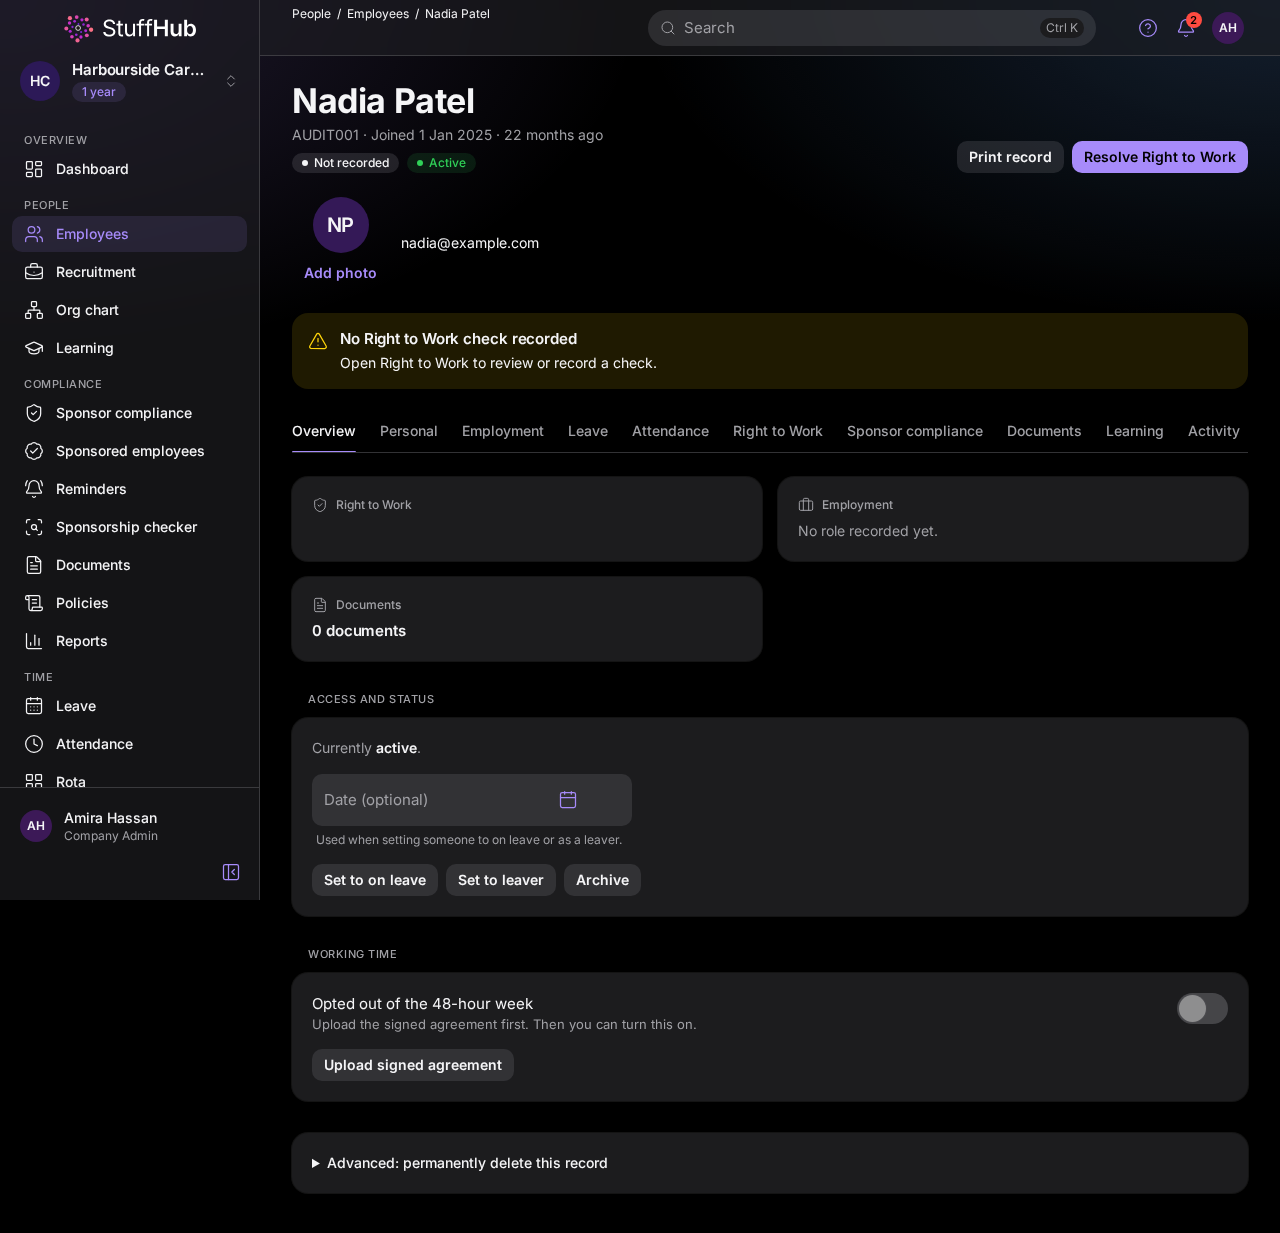 StuffHub
People / Employees / Nadia Patel
Search
Ctrl K
2
AH
HC
Harbourside Car...
1 year
OVERVIEW
Dashboard
PEOPLE
Employees
Recruitment
Org chart
Learning
COMPLIANCE
Sponsor compliance
Sponsored employees
Reminders
Sponsorship checker
Documents
Policies
Reports
TIME
Leave
Attendance
Rota
AH
Amira Hassan
Company Admin
Nadia Patel
AUDIT001 · Joined 1 Jan 2025 · 22 months ago
Not recorded
Active
Print record
Resolve Right to Work
NP
nadia@example.com
Add photo
No Right to Work check recorded
Open Right to Work to review or record a check.
Overview Personal Employment Leave Attendance Right to Work Sponsor compliance Documents Learning Activity
Right to Work
Employment
No role recorded yet.
Documents
0 documents
ACCESS AND STATUS
Currently active.
Date (optional)
Used when setting someone to on leave or as a leaver.
Set to on leave
Set to leaver
Archive
WORKING TIME
Opted out of the 48-hour week
Upload the signed agreement first. Then you can turn this on.
Upload signed agreement
Advanced: permanently delete this record